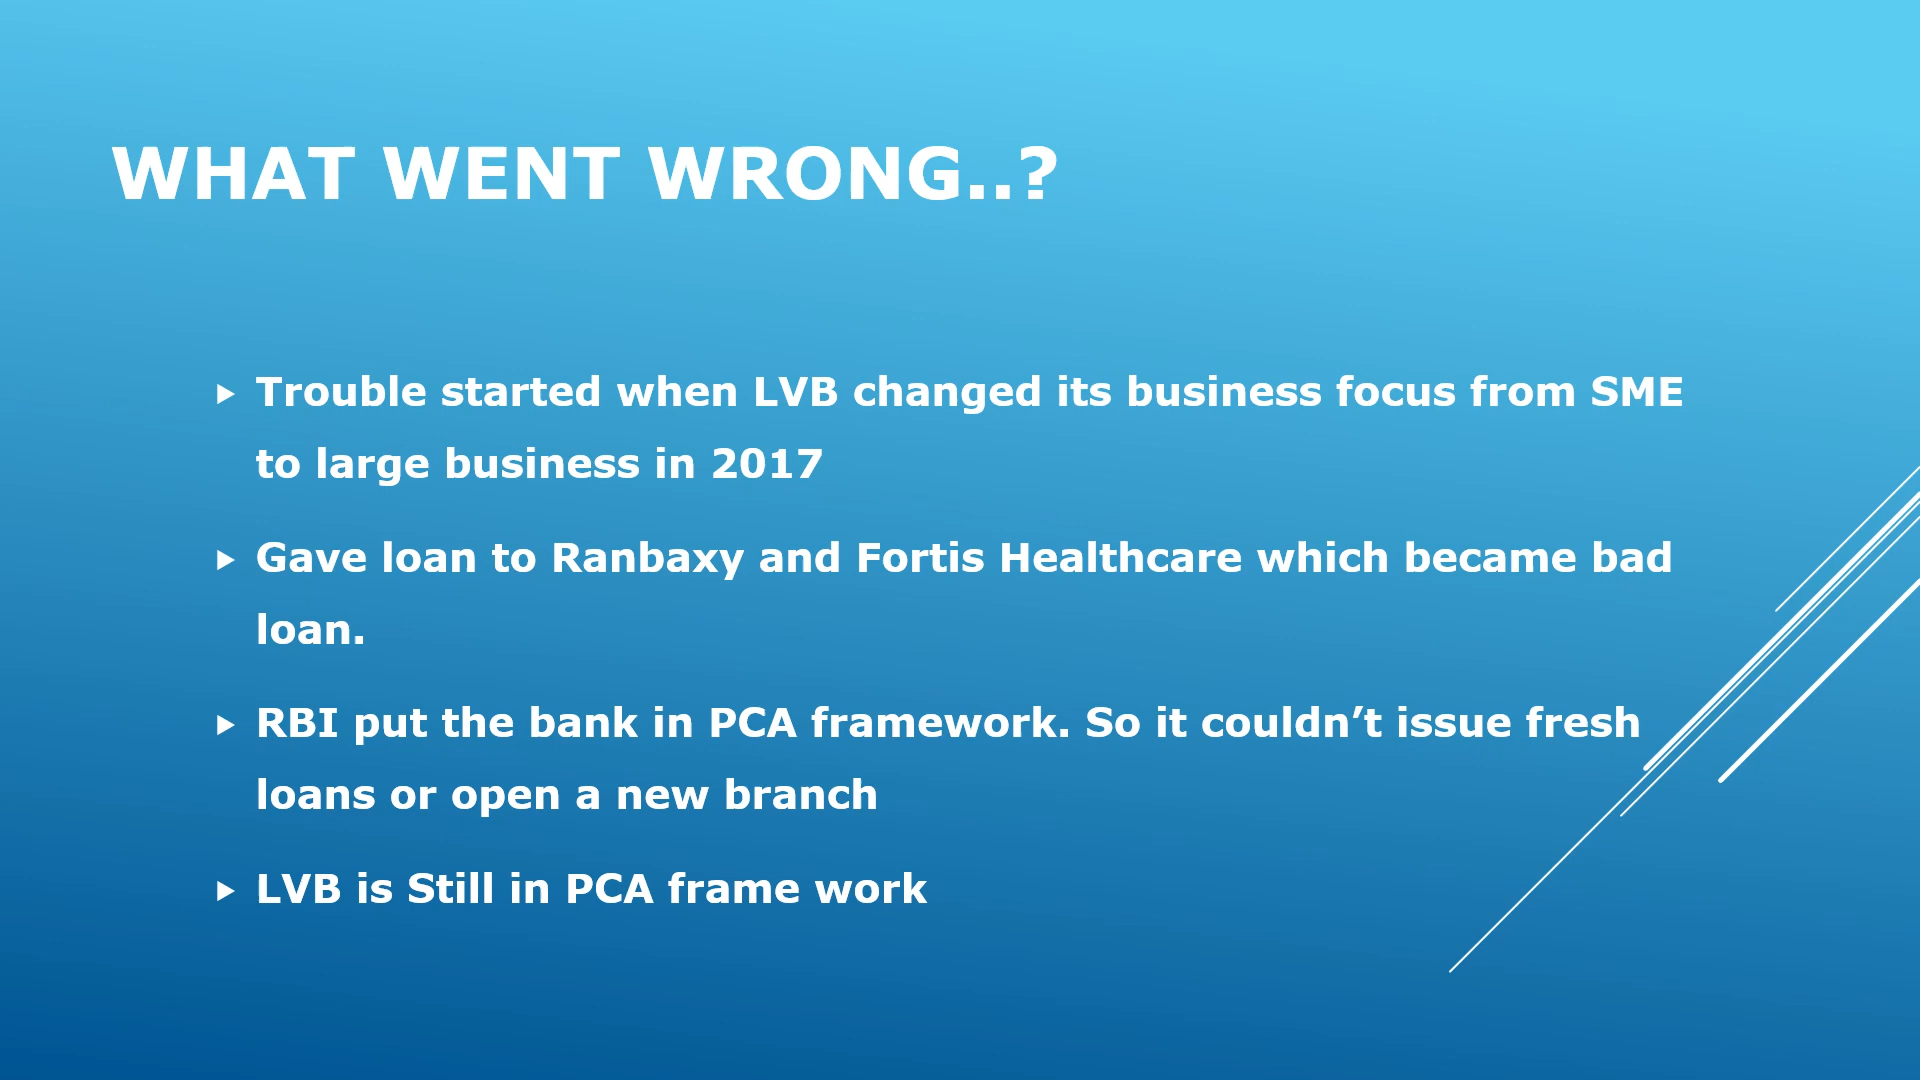 WHAT WENT WRONG..?
Trouble started when LVB changed its business focus from SME
to large business in 2017
Gave loan to Ranbaxy and Fortis Healthcare which became bad
loan.
RBI put the bank in PCA framework. So it couldn’t issue fresh
loans or open a new branch
LVB is Still in PCA frame work